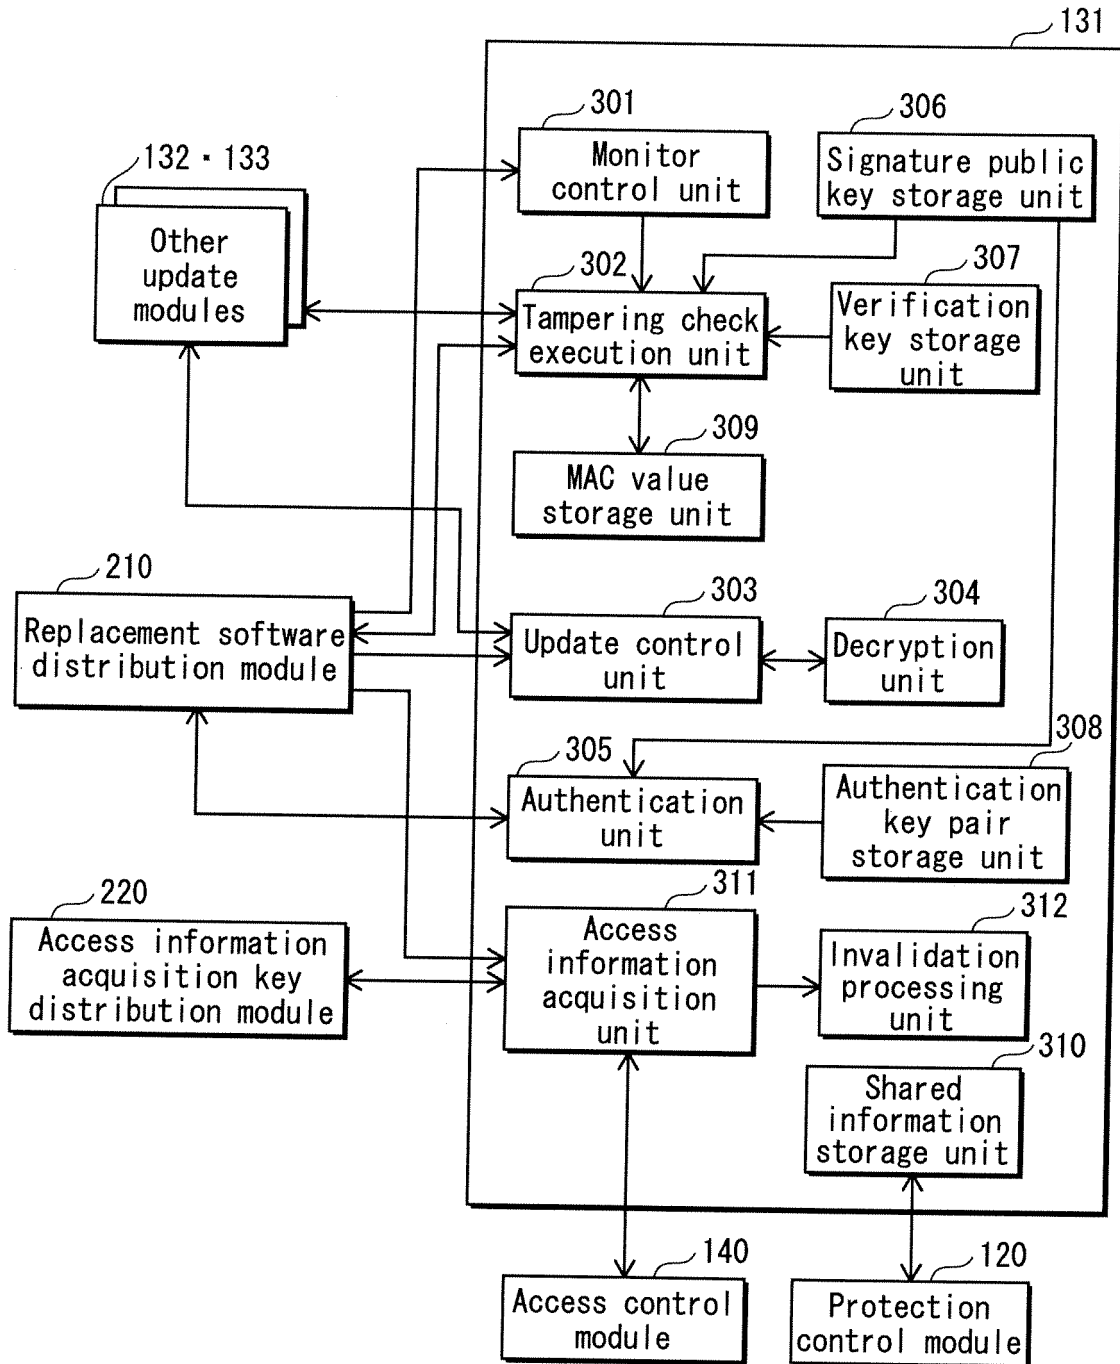 131
301
Monitor
control unit
306
Signature public
key storage unit
132・133
Other
update
modules
302
Tampering check
execution unit
307
Verification
key storage
unit
309
MAC value
storage unit
210
Replacement software
distribution module
303
Update control
unit
304
Decryption
unit
305
Authentication
unit
308
Authentication
key pair
storage unit
220
Access information
acquisition key
distribution module
311
Access
information
acquisition
unit
312
Invalidation
processing
unit
310
Shared
information
storage unit
140
Access control
module
120
Protection
control module